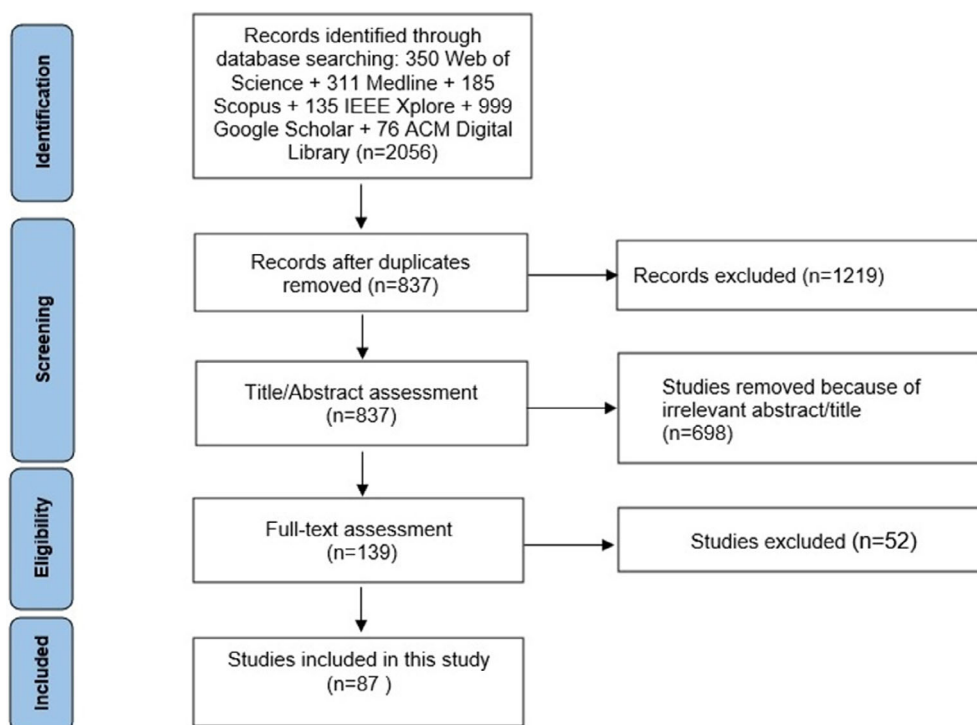 Identification
Records identified through
database searching: 350 Web of
Science + 311 Medline + 185
Scopus + 135 IEEE Xplore + 999
Google Scholar + 76 ACM Digital
Library (n=2056)
Screening
Records after duplicates
removed (n=837)
Records excluded (n=1219)
Title/Abstract assessment
(n=837)
Studies removed because of
irrelevant abstract/title
(n=698)
Eligibility
Full-text assessment
(n=139)
Studies excluded (n=52)
Included
Studies included in this study
(n=87 )